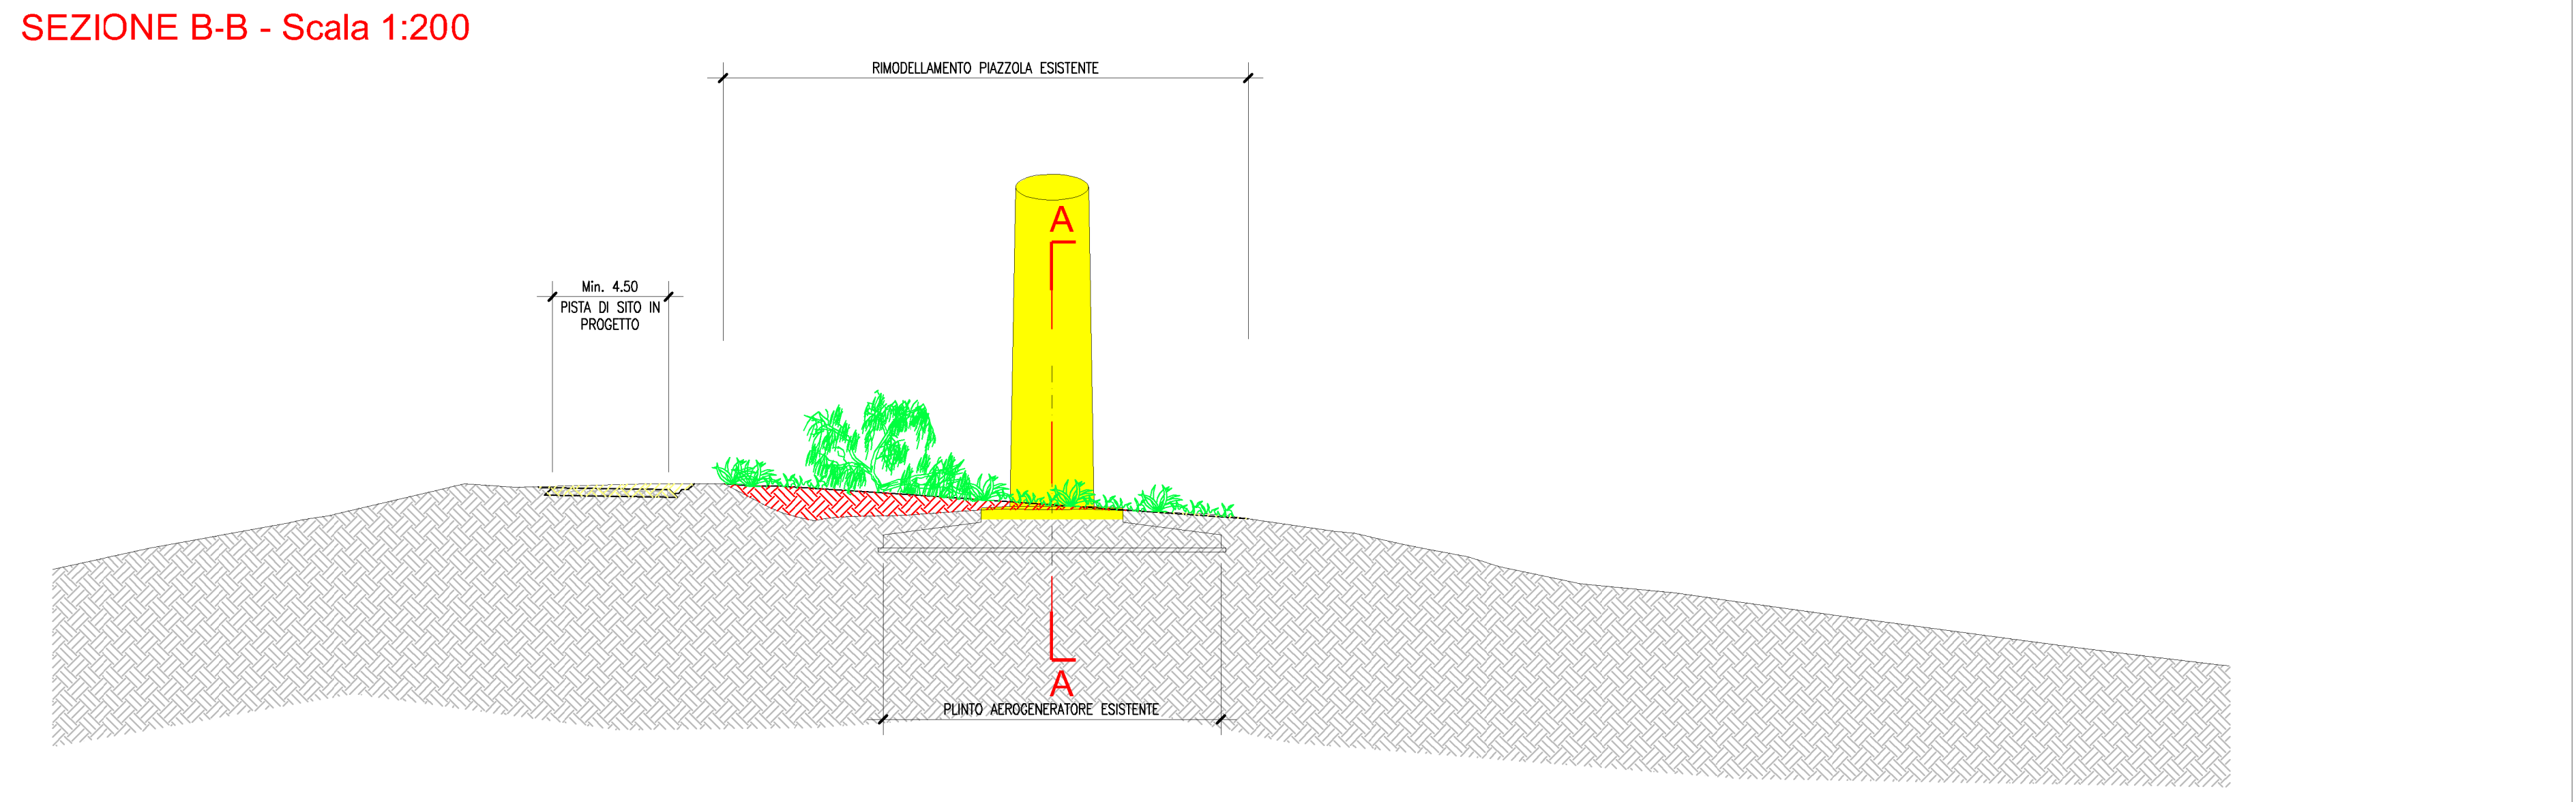 SEZIONE B-B - Scala 1:200
RIMODELLAMENTO PIAZZOLA ESISTENTE
A
Min. 4.50
PISTA DI SITO IN
PROGETTO
A
PLINTO AEROGENERATORE ESISTENTE